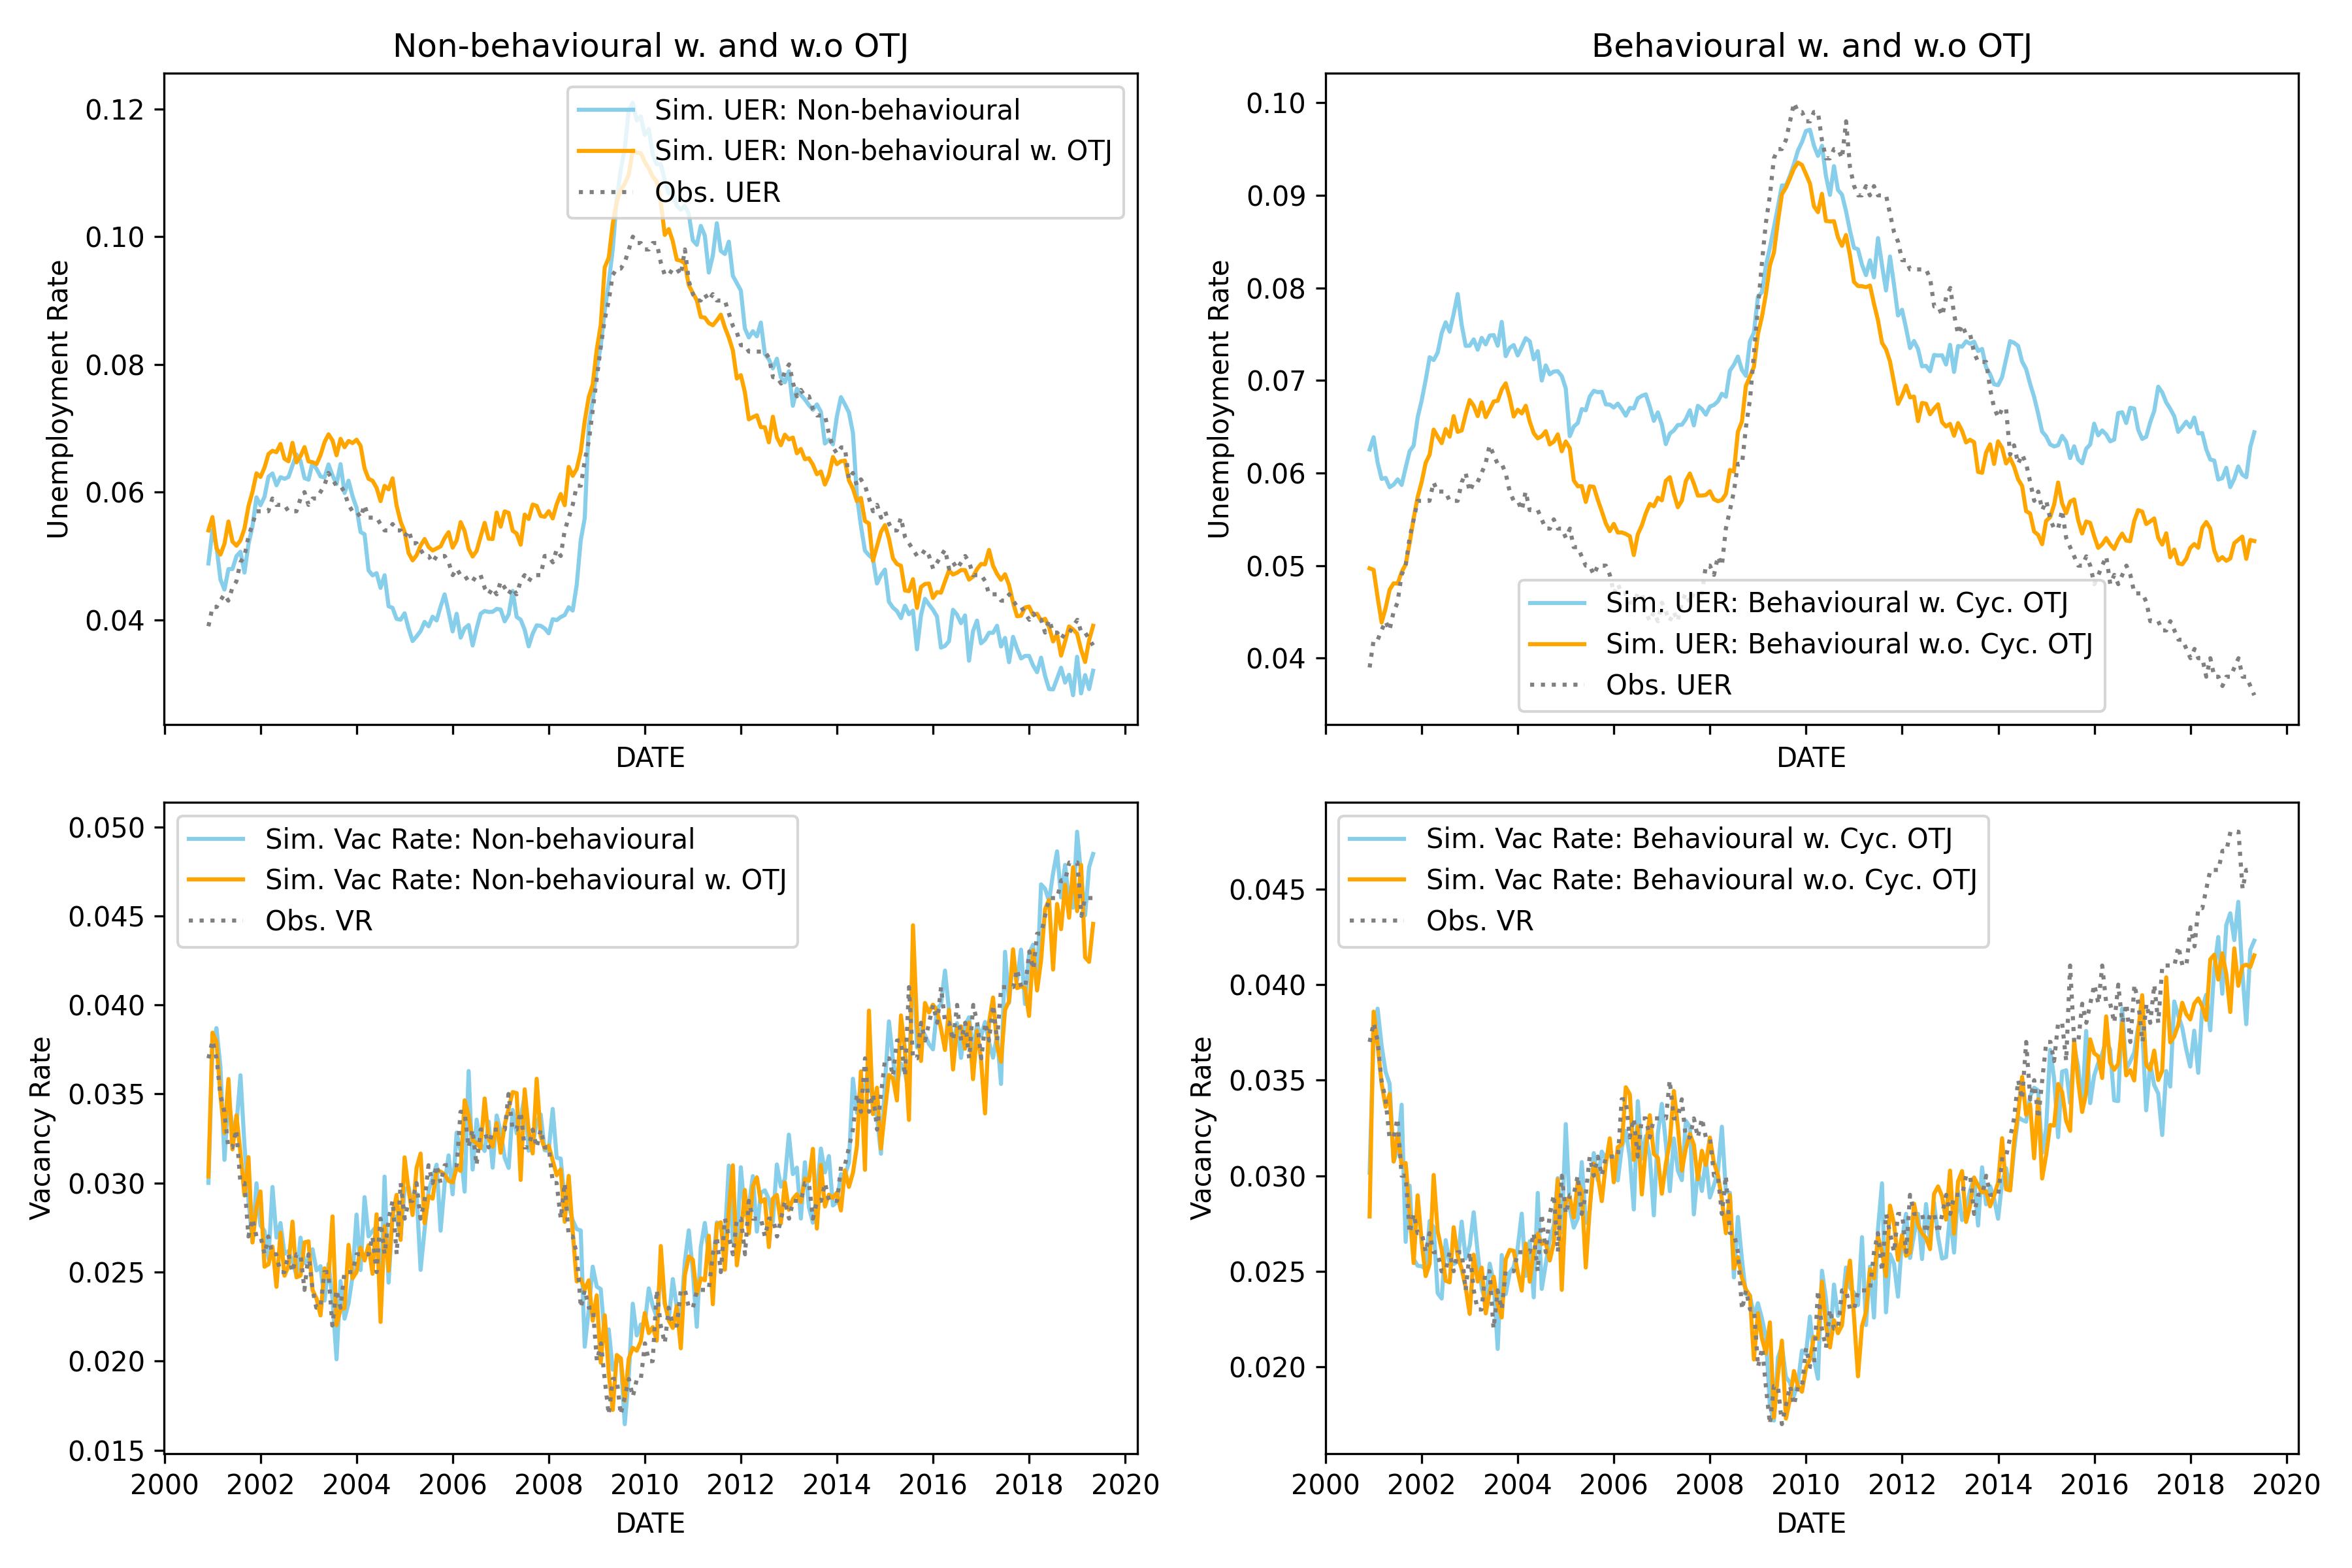 Non-behavioural w. and w.o OTJ
0.12
0.10
0.08
0.06
0.04
Unemployment Rate
Sim. UER: Non-behavioural
Sim. UER: Non-behavioural w. OTJ
Obs. UER
DATE
Behavioural w. and w.o OTJ
0.10
0.09
0.08
0.07
0.06
0.05
0.04
Unemployment Rate
Sim. UER: Behavioural w. Cyc. OTJ
Sim. UER: Behavioural w.o. Cyc. OTJ
Obs. UER
DATE
0.050
0.045
0.040
0.035
0.030
0.025
0.020
0.015
Vacancy Rate
Sim. Vac Rate: Non-behavioural
Sim. Vac Rate: Non-behavioural w. OTJ
Obs. VR
2000 2002 2004 2006 2008 2010 2012 2014 2016 2018 2020
DATE
0.045
0.040
0.035
0.030
0.025
0.020
Vacancy Rate
Sim. Vac Rate: Behavioural w. Cyc. OTJ
Sim. Vac Rate: Behavioural w.o. Cyc. OTJ
Obs. VR
2000 2002 2004 2006 2008 2010 2012 2014 2016 2018 2020
DATE